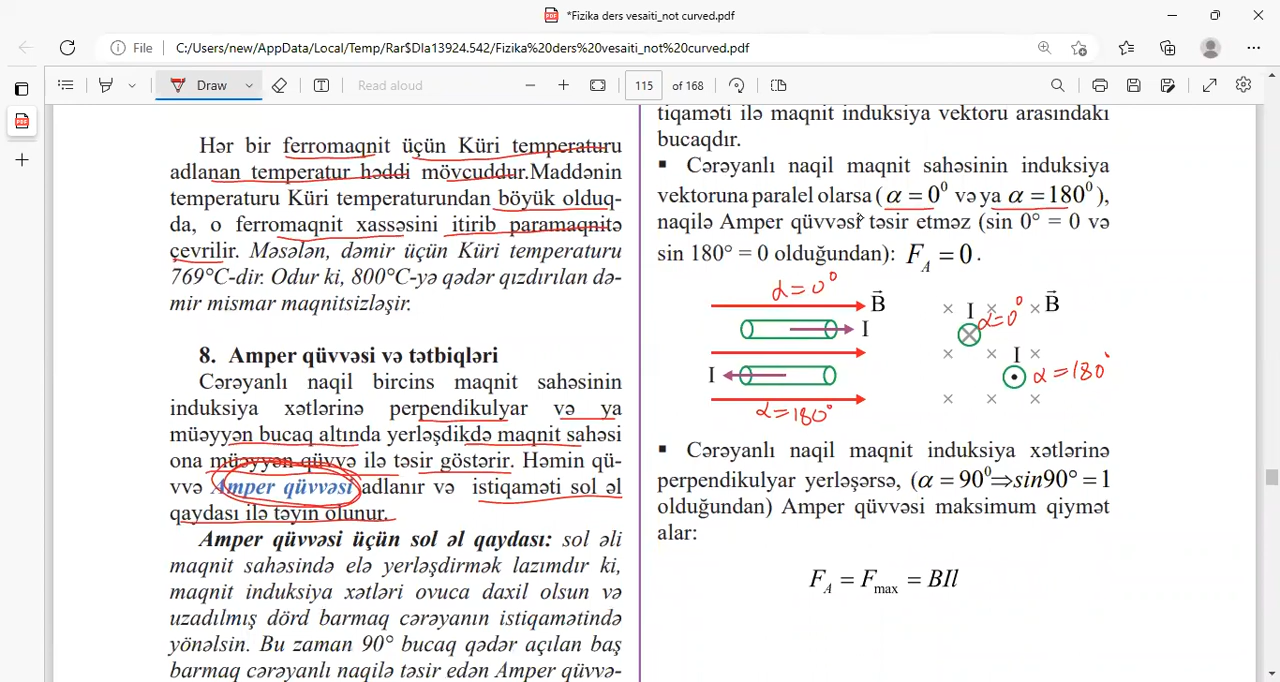 *Fizika ders vesaiti_not curved.pdf
File C:/Users/new/AppData/Local/Temp/Rar$DIa13924.542/Fizika%20ders%20vesaiti_not%20curved.pdf
Draw Read aloud 115 of 168
Hər bir ferromaqnit üçün Küri temperaturu
adlanan temperatur həddi mövcuddur.Maddənin
temperaturu Küri temperaturundan böyük olduq-
da, o ferromaqnit xassəsini itirib paramaqnitə
çevrilir. Məsələn, dəmir üçün Küri temperaturu
769°C-dir. Odur ki, 800°C-yə qədər qızdırılan də-
mir mismar maqnitsizləşir.
8. Amper qüvvəsi və tətbiqləri
Cərəyanlı naqil bircins maqnit sahəsinin
induksiya xətlərinə perpendikulyar və ya
müəyyən bucaq altında yerləşdikdə maqnit sahəsi
ona müəyyən qüvvə ilə təsir göstərir. Həmin qü-
vvə Amper qüvvəsi adlanır və istiqaməti sol əl
qaydası ilə təyin olunur.
Amper qüvvəsi üçün sol əl qaydası: sol əli
maqnit sahəsində elə yerləşdirmək lazımdır ki,
maqnit induksiya xətləri ovuca daxil olsun və
uzadılmış dörd barmaq cərəyanın istiqamətində
yönəlsin. Bu zaman 90° bucaq qədər açılan baş
barmaq cərəyanlı naqilə təsir edən Amper qüvvə-
tiqaməti ilə maqnit induksiya vektoru arasındakı
bucaqdır.
▪ Cərəyanlı naqil maqnit sahəsinin induksiya
vektoruna paralel olarsa (α = 0⁰ və ya α = 180⁰),
naqilə Amper qüvvəsi təsir etməz (sin 0° = 0 və
sin 180° = 0 olduğundan): F_A = 0.
α = 0°
B⃗
I
I
α = 180°
I × × B⃗
α = 0°
I
α = 180°
▪ Cərəyanlı naqil maqnit induksiya xətlərinə
perpendikulyar yerləşərsə, (α = 90⁰ ⇒ sin90° = 1
olduğundan) Amper qüvvəsi maksimum qiymət
alar:
F_A = F_max = BIl